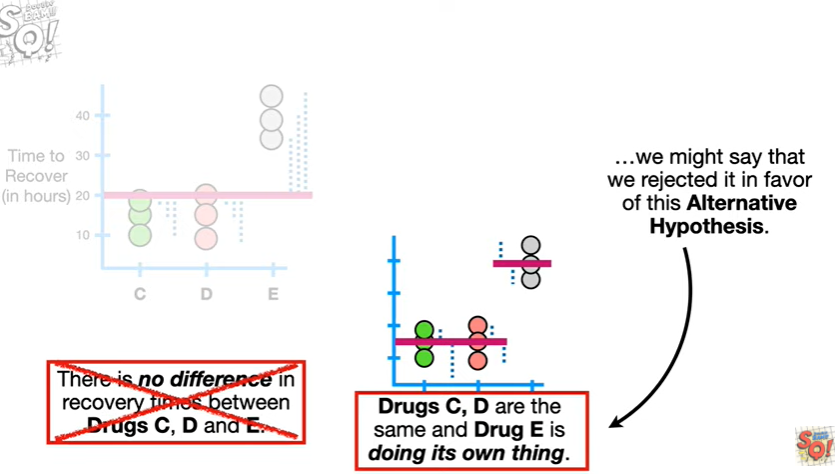 SQ!
40
Time to
Recover
(in hours)
30
20
10
C D E
…we might say that
we rejected it in favor
of this Alternative
Hypothesis.
There is no difference in
recovery times between
Drugs C, D and E.
Drugs C, D are the
same and Drug E is
doing its own thing.
SQ!